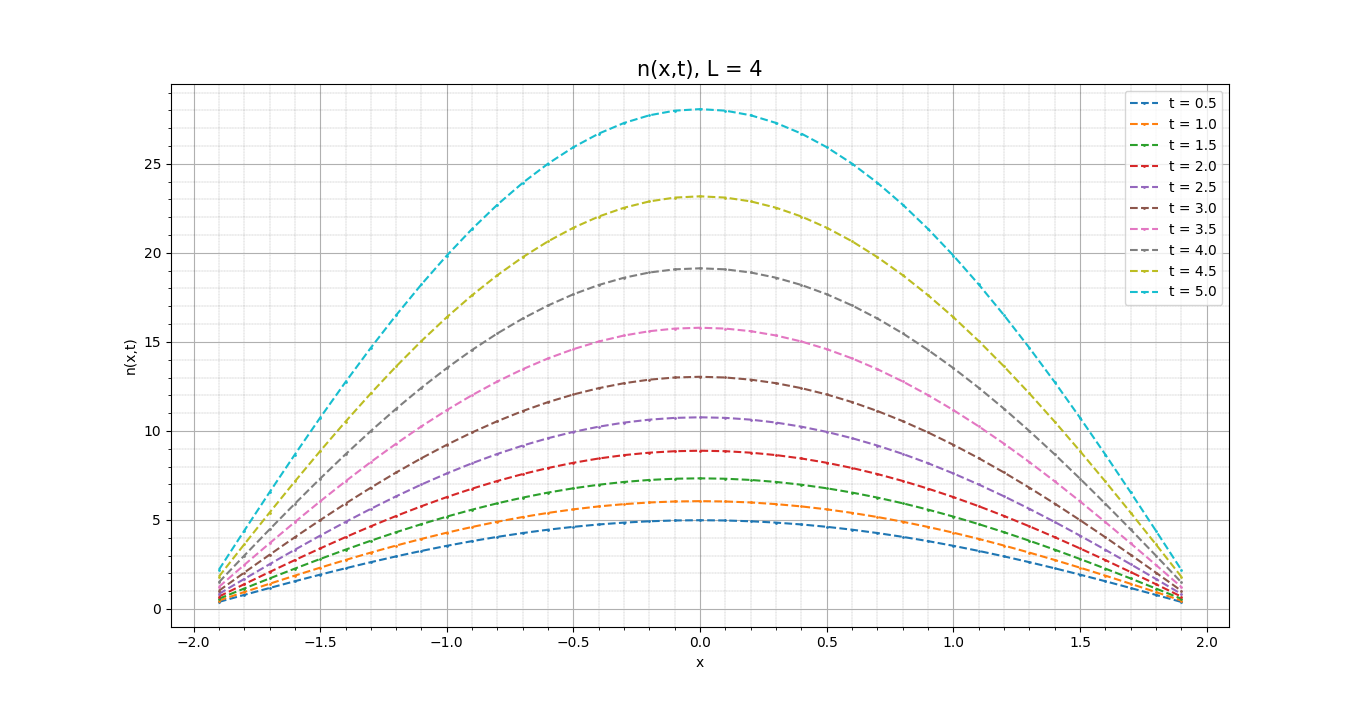 n(x,t), L = 4
t = 0.5
t = 1.0
t = 1.5
t = 2.0
t = 2.5
t = 3.0
t = 3.5
t = 4.0
t = 4.5
t = 5.0
n(x,t)
25
20
15
10
5
0
−2.0 −1.5 −1.0 −0.5 0.0 0.5 1.0 1.5 2.0
x